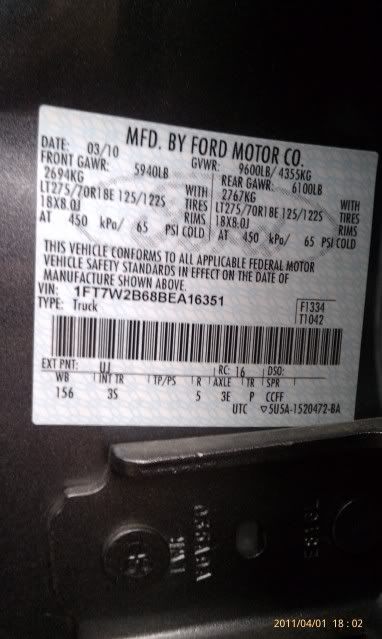 MFD. BY FORD MOTOR CO.
DATE: 03/10 GVWR: 9600LB/ 4355KG
FRONT GAWR: 5940LB REAR GAWR: 6100LB
2694KG WITH 2767KG WITH
LT275/70R18E 125/122S TIRES LT275/70R18E 125/122S TIRES
18X8.0J RIMS 18X8.0J RIMS
AT 450 kPa/ 65 PSI COLD AT 450 kPa/ 65 PSI COLD
THIS VEHICLE CONFORMS TO ALL APPLICABLE FEDERAL MOTOR
VEHICLE SAFETY STANDARDS IN EFFECT ON THE DATE OF
MANUFACTURE SHOWN ABOVE.
VIN: 1FT7W2B68BEA16351
TYPE: Truck
F1334
T1042
EXT PNT: UJ RC: 16 DSO:
WB INT TR TP/PS R AXLE TR SPR
156 3S 5 3E P CCFF
UTC ▽5U5A-1520472-BA
2011/04/01 18:02